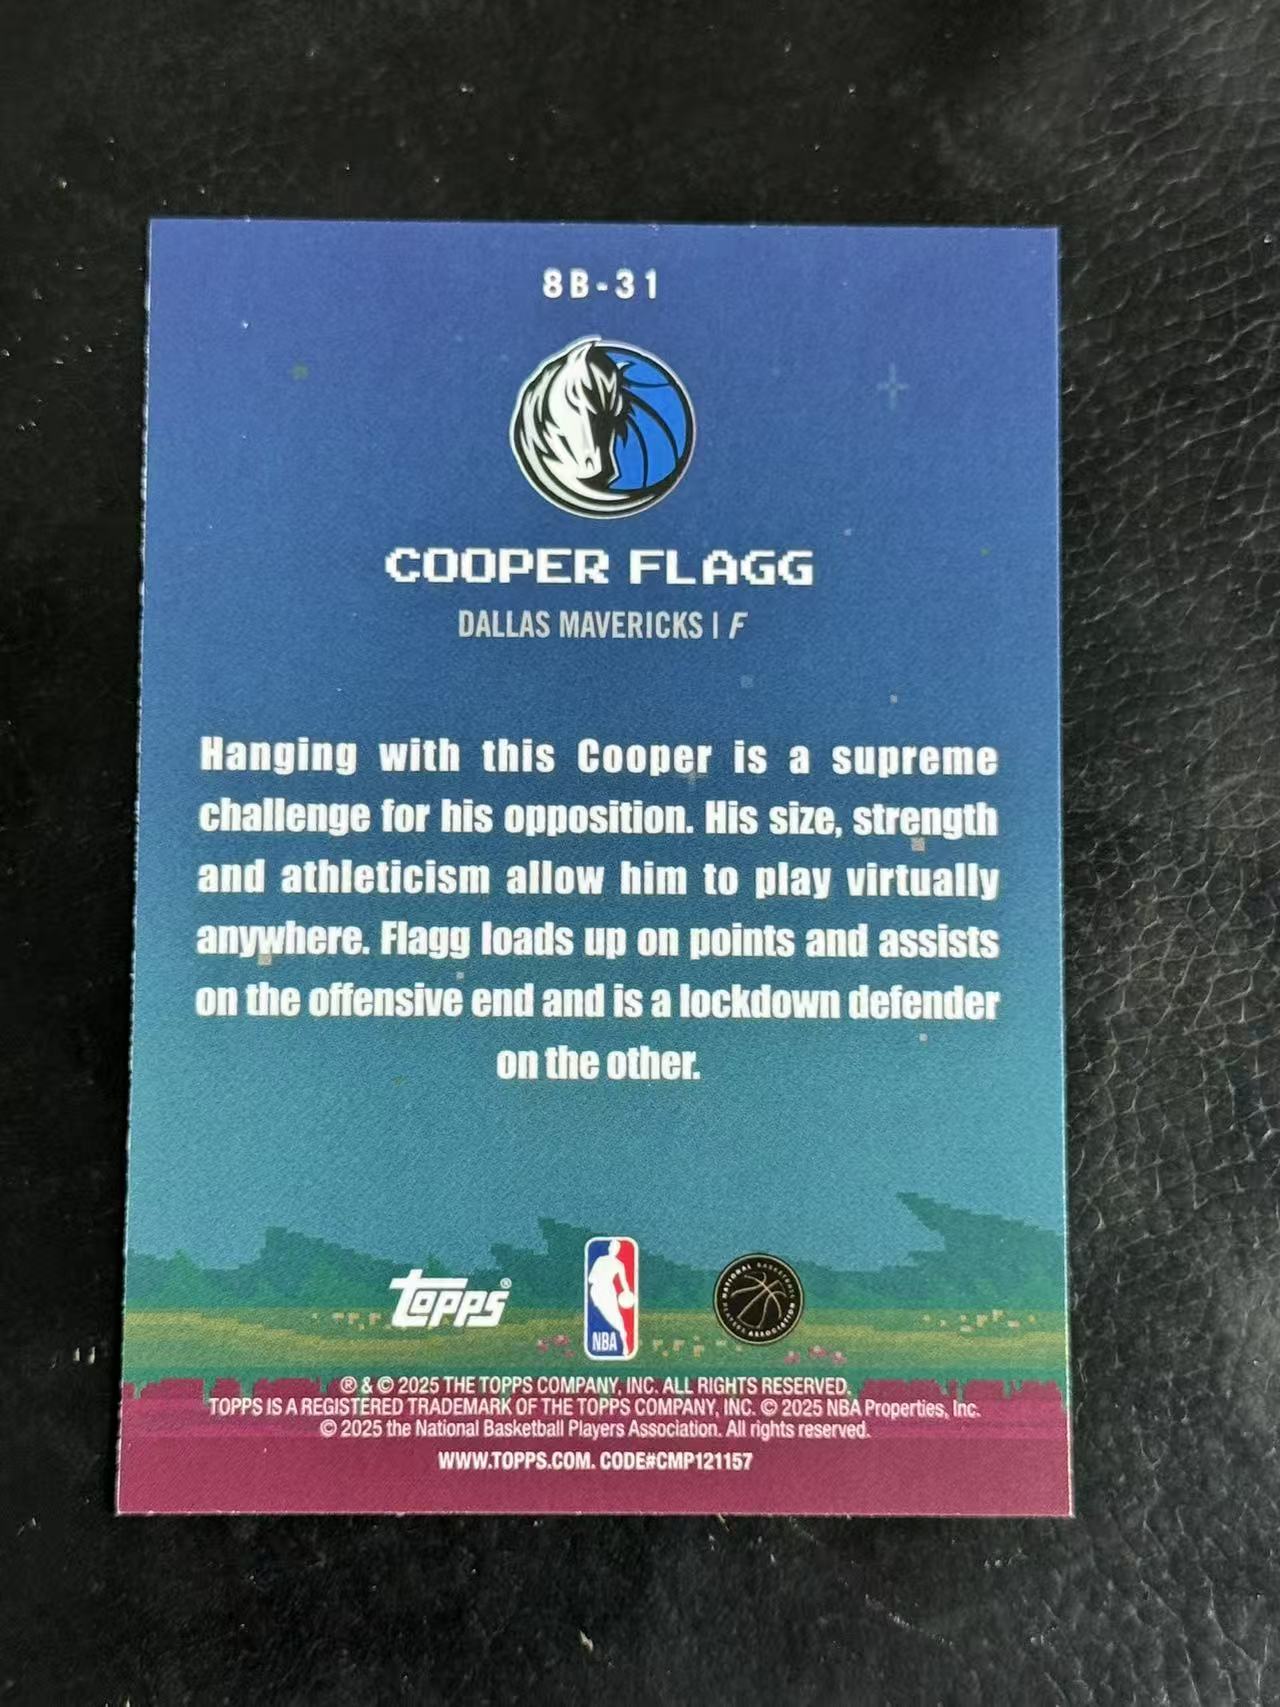 8B-31
COOPER FLAGG
DALLAS MAVERICKS | F
Hanging with this Cooper is a supreme
challenge for his opposition. His size, strength
and athleticism allow him to play virtually
anywhere. Flagg loads up on points and assists
on the offensive end and is a lockdown defender
on the other.
topps®
NBA
NATIONAL BASKETBALL PLAYERS ASSOCIATION
® & © 2025 THE TOPPS COMPANY, INC. ALL RIGHTS RESERVED.
TOPPS IS A REGISTERED TRADEMARK OF THE TOPPS COMPANY, INC. © 2025 NBA Properties, Inc.
© 2025 the National Basketball Players Association. All rights reserved.
WWW.TOPPS.COM. CODE#CMP121157